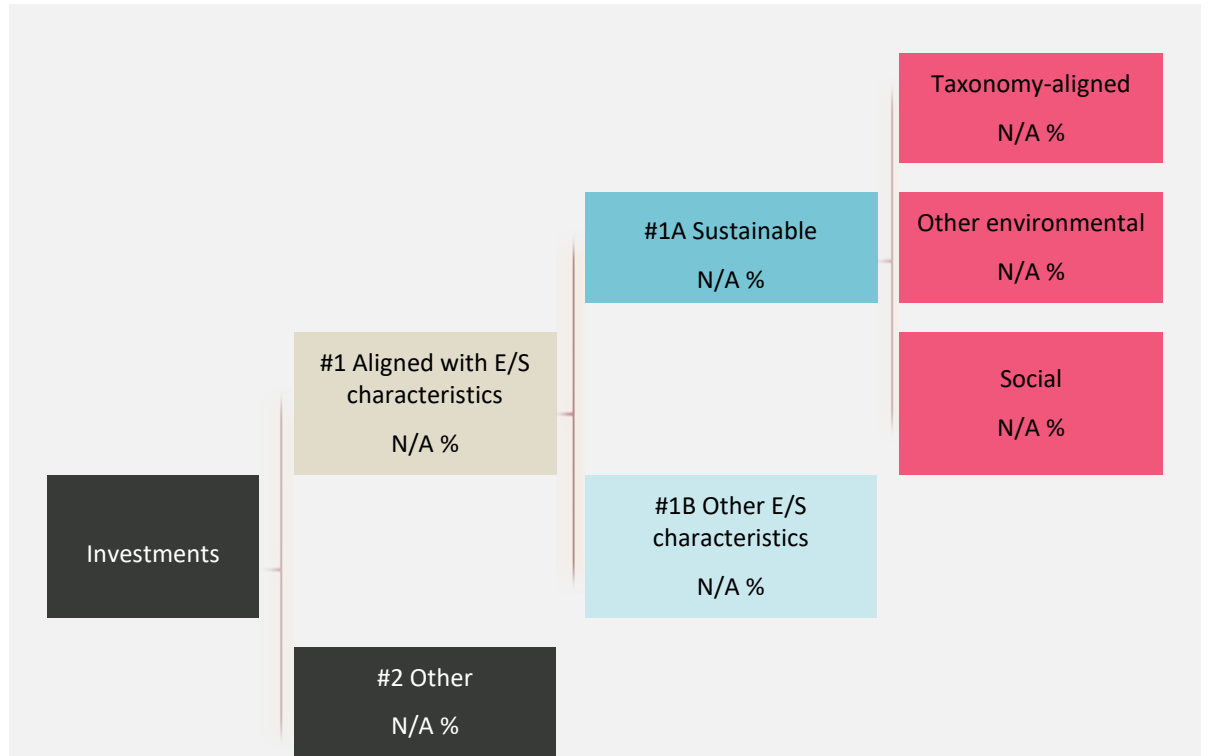 Taxonomy-aligned
N/A %
#1A Sustainable
N/A %
Other environmental
N/A %
#1 Aligned with E/S
characteristics
N/A %
Social
N/A %
Investments
#1B Other E/S
characteristics
N/A %
#2 Other
N/A %